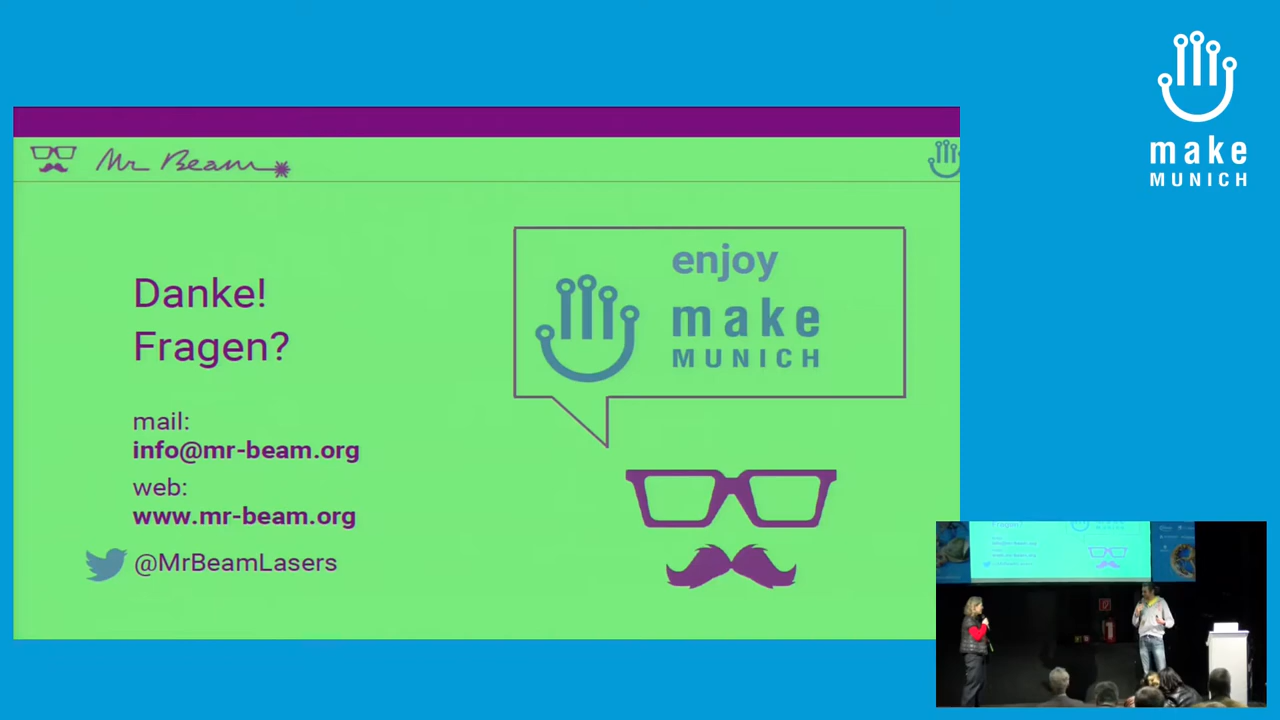 Mr Beam
Danke!
Fragen?
mail:
info@mr-beam.org
web:
www.mr-beam.org
@MrBeamLasers
enjoy
make
MUNICH
make
MUNICH